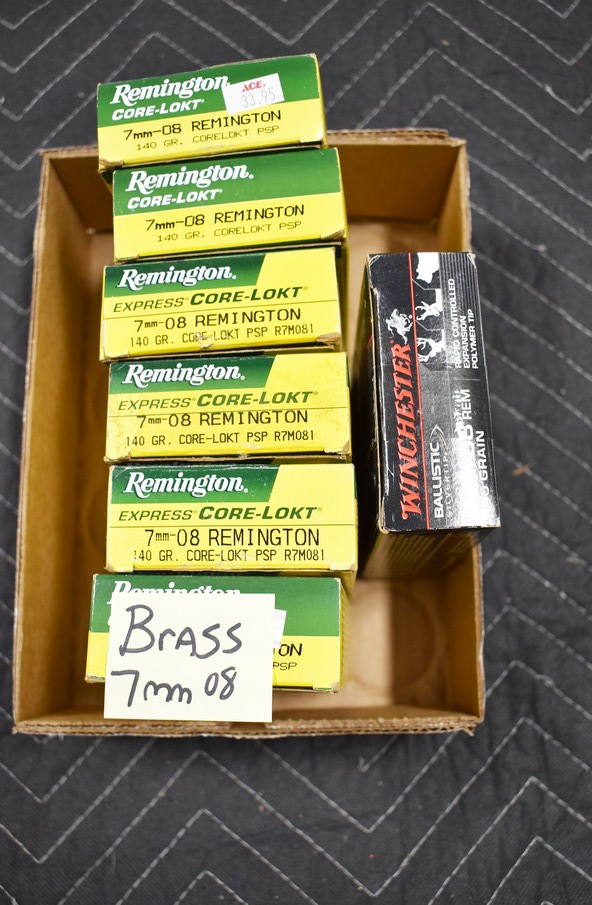 Remington.
CORE-LOKT®
ACE.
33.95
7mm-08 REMINGTON
140 GR. CORELOKT PSP
Remington.
CORE-LOKT®
7mm-08 REMINGTON
140 GR. CORELOKT PSP
Remington.
EXPRESS® CORE-LOKT®
7mm-08 REMINGTON
140 GR. CORE-LOKT PSP R7M081
Remington.
EXPRESS® CORE-LOKT®
7mm-08 REMINGTON
140 GR. CORE-LOKT PSP R7M081
Remington.
EXPRESS® CORE-LOKT®
7mm-08 REMINGTON
140 GR. CORE-LOKT PSP R7M081
Remington
ON
PSP
BRASS
7mm 08
WINCHESTER
BALLISTIC
REM
GRAIN
RAPID CONTROLLED
EXPANSION
POLYMER TIP